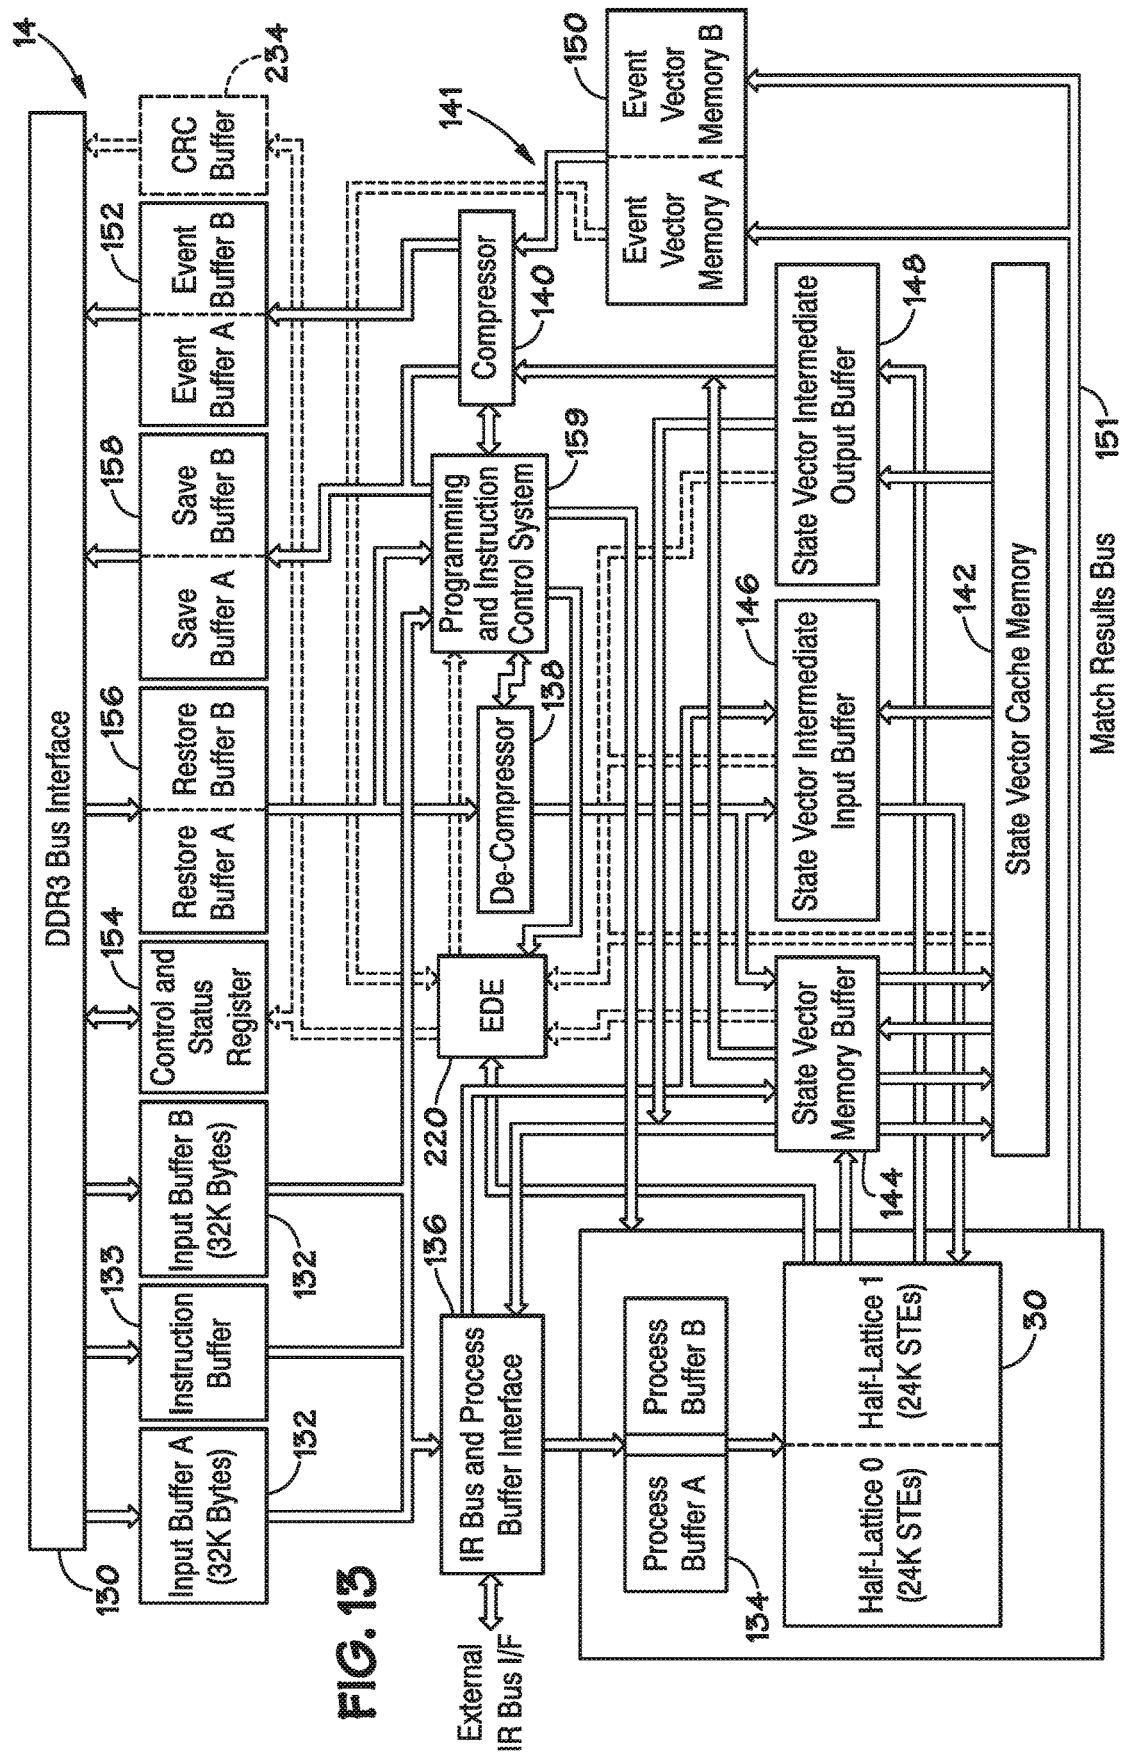 14
DDR3 Bus Interface
130
Input Buffer A
(32K Bytes)
132
Instruction
Buffer
133
Input Buffer B
(32K Bytes)
132
Control and
Status
Register
154
Restore
Buffer A
Restore
Buffer B
156
Save
Buffer A
Save
Buffer B
158
Event
Buffer A
Event
Buffer B
152
CRC
Buffer
234
FIG. 13
External
IR Bus I/F
IR Bus and Process
Buffer Interface
136
EDE
220
De-Compressor
138
Programming
and Instruction
Control System
159
Compressor
140
141
Event
Vector
Memory A
Event
Vector
Memory B
150
Process
Buffer A
Process
Buffer B
134
Half-Lattice 0
(24K STEs)
Half-Lattice 1
(24K STEs)
30
State Vector
Memory Buffer
144
State Vector Intermediate
Input Buffer
146
State Vector Intermediate
Output Buffer
148
State Vector Cache Memory
142
Match Results Bus
151